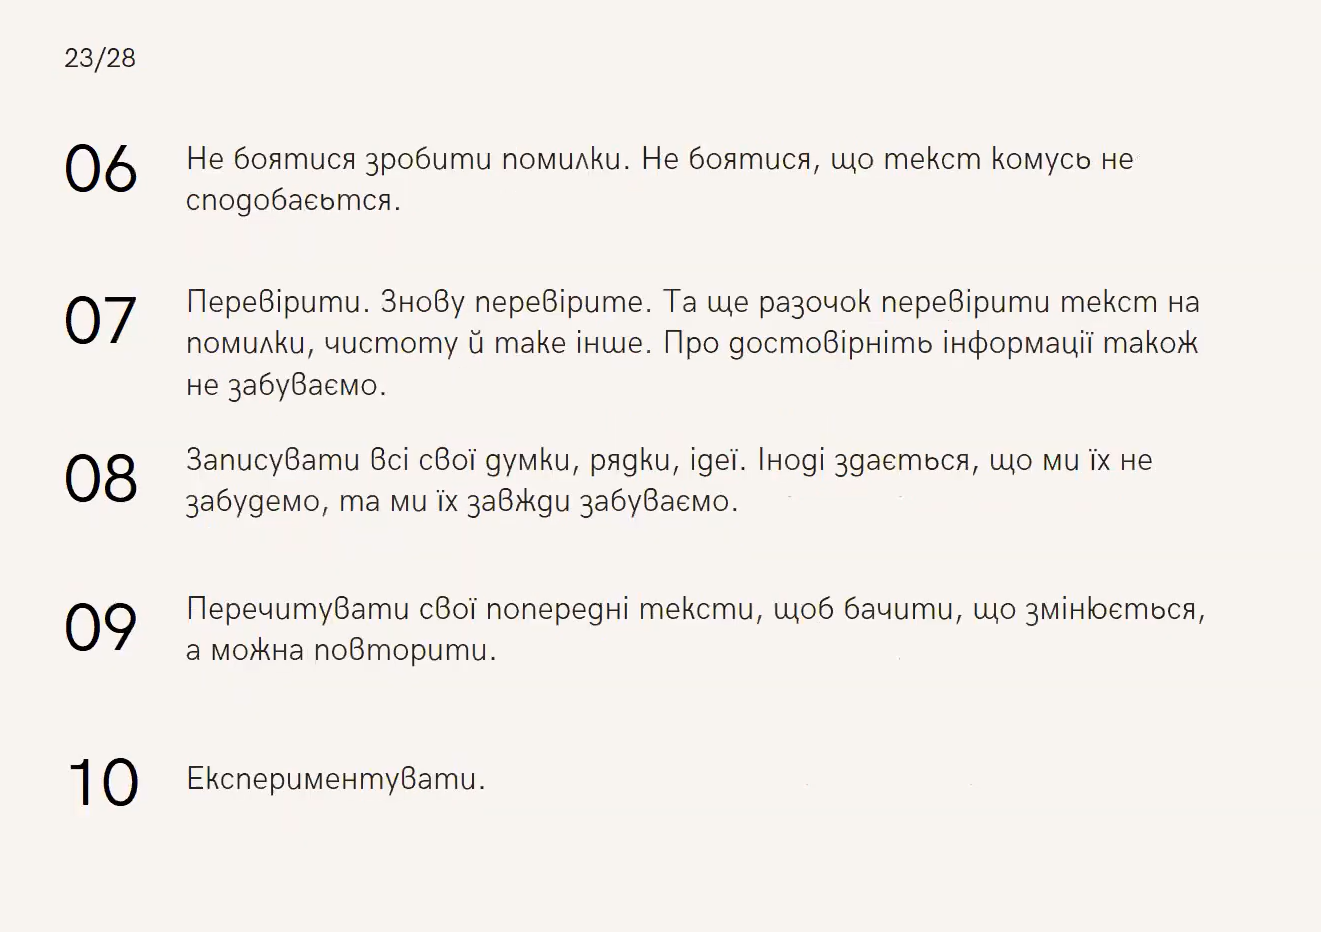 23/28
06
Не боятися зробити помилки. Не боятися, що текст комусь не
сподобаєьтся.
07
Перевірити. Знову перевірите. Та ще разочок перевірити текст на
помилки, чистоту й таке інше. Про достовірніть інформації також
не забуваємо.
08
Записувати всі свої думки, рядки, ідеї. Іноді здається, що ми їх не
забудемо, та ми їх завжди забуваємо.
09
Перечитувати свої попередні тексти, щоб бачити, що змінюється,
а можна повторити.
10
Експериментувати.